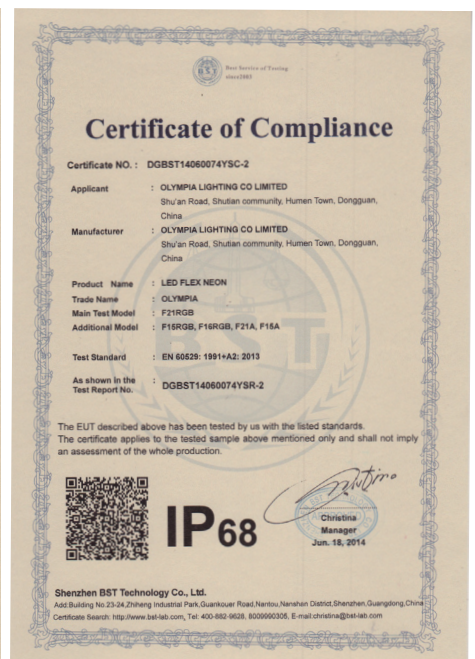 BST
Best Service of Testing
since2003
Certificate of Compliance
Certificate NO. : DGBST14060074YSC-2
Applicant : OLYMPIA LIGHTING CO LIMITED
Shu'an Road, Shutian community, Humen Town, Dongguan,
China
Manufacturer : OLYMPIA LIGHTING CO LIMITED
Shu'an Road, Shutian community, Humen Town, Dongguan,
China
Product Name : LED FLEX NEON
Trade Name : OLYMPIA
Main Test Model : F21RGB
Additional Model : F15RGB, F16RGB, F21A, F15A
BST
Test Standard : EN 60529: 1991+A2: 2013
As shown in the
Test Report No. : DGBST14060074YSR-2
The EUT described above has been tested by us with the listed standards.
The certificate applies to the tested sample above mentioned only and shall not imply
an assessment of the whole production.
IP68
Christina
Manager
Jun. 18, 2014
Shenzhen BST Technology Co., Ltd.
Add:Building No.23-24,Zhiheng Industrial Park,Guankouer Road,Nantou,Nanshan District,Shenzhen,Guangdong,China
Certificate Search: http://www.bst-lab.com, Tel: 400-882-9628, 8009990305, E-mail:christina@bst-lab.com